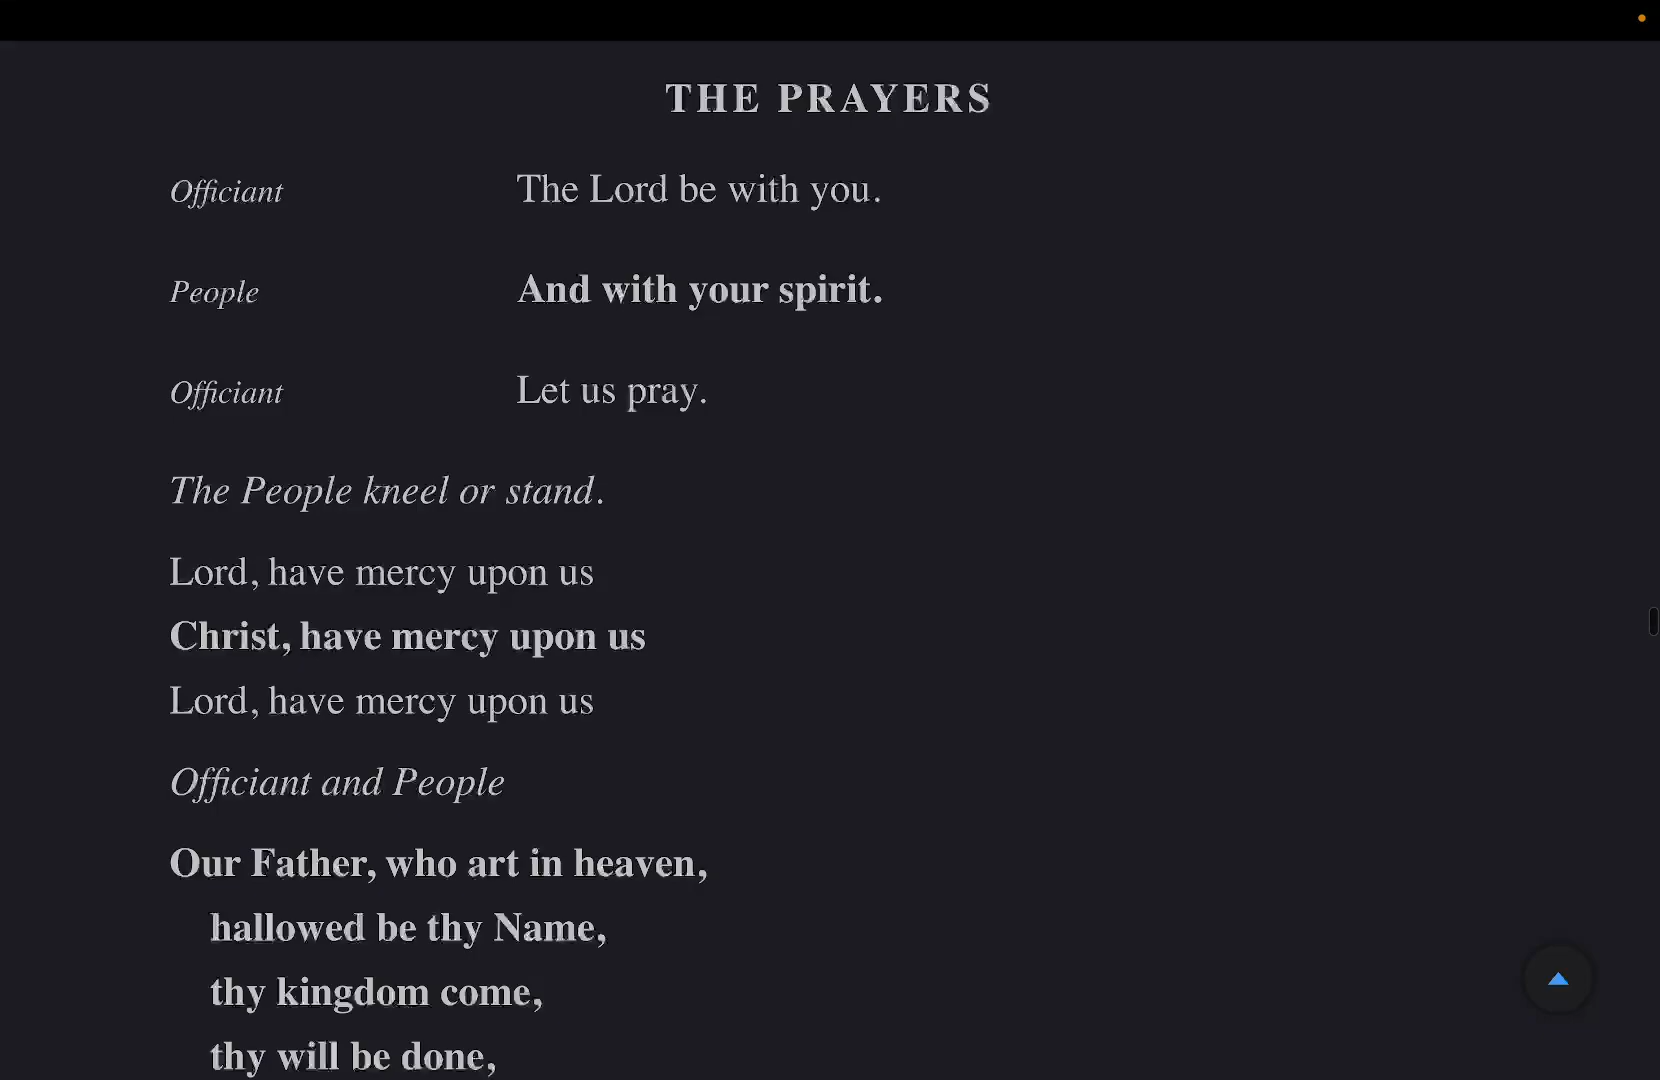 THE PRAYERS
Officiant The Lord be with you.
People And with your spirit.
Officiant Let us pray.
The People kneel or stand.
Lord, have mercy upon us
Christ, have mercy upon us
Lord, have mercy upon us
Officiant and People
Our Father, who art in heaven,
hallowed be thy Name,
thy kingdom come,
thy will be done,